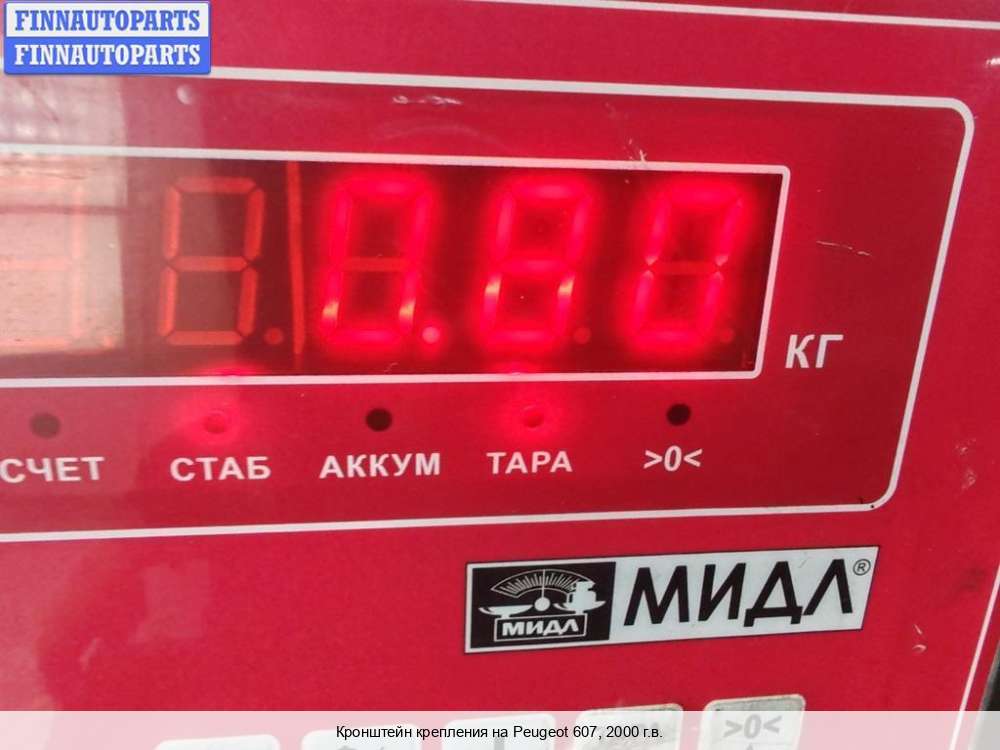 FINNAUTOPARTS
FINNAUTOPARTS
0.80
КГ
СЧЕТ СТАБ АККУМ ТАРА >0<
МИДЛ МИДЛ®
>0<
Кронштейн крепления на Peugeot 607, 2000 г.в.